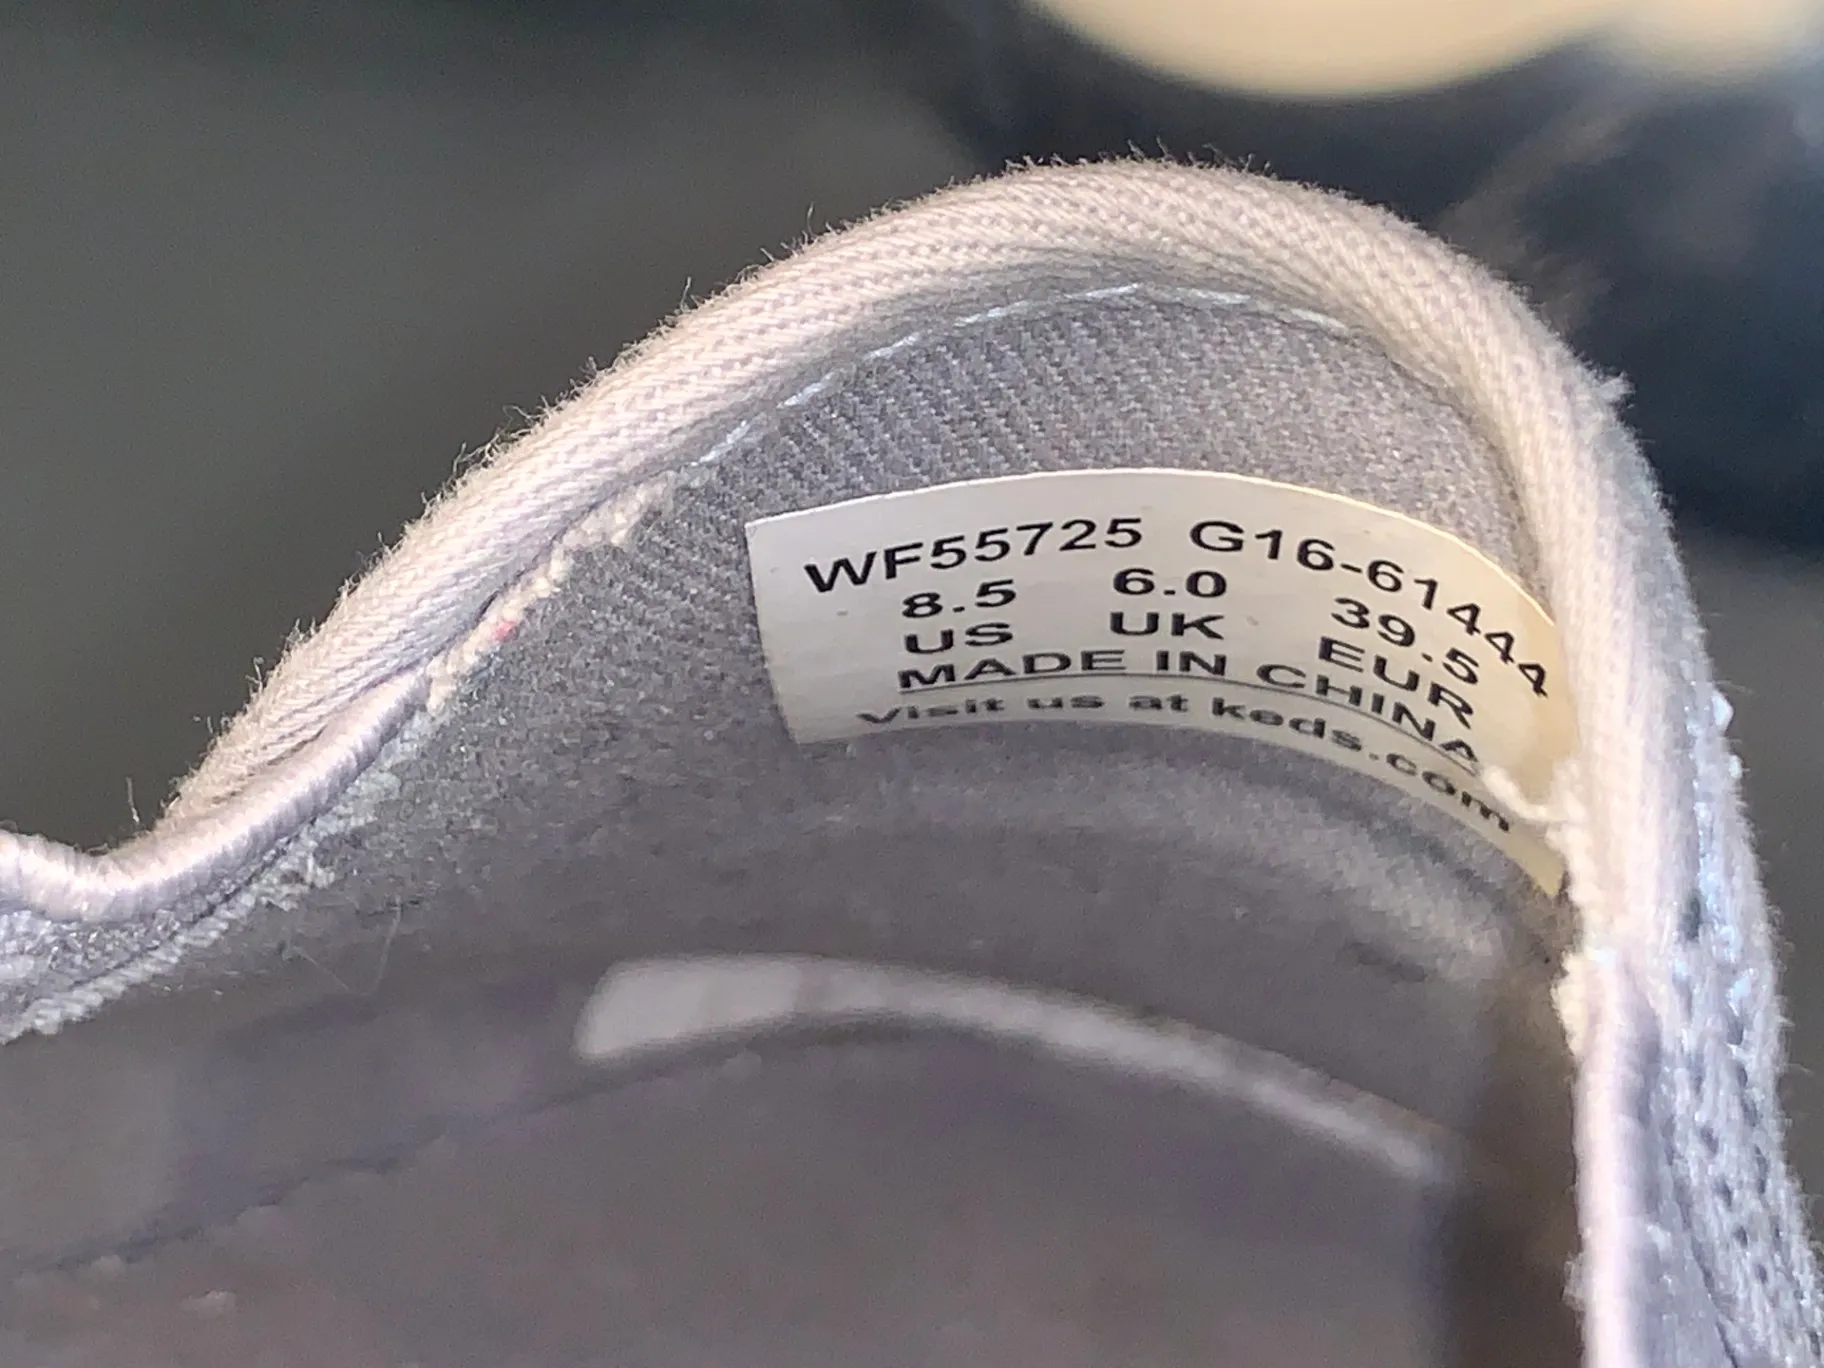 WF55725 G16-61444
8.5 6.0 39.5
US UK EUR
MADE IN CHINA
Visit us at keds.com